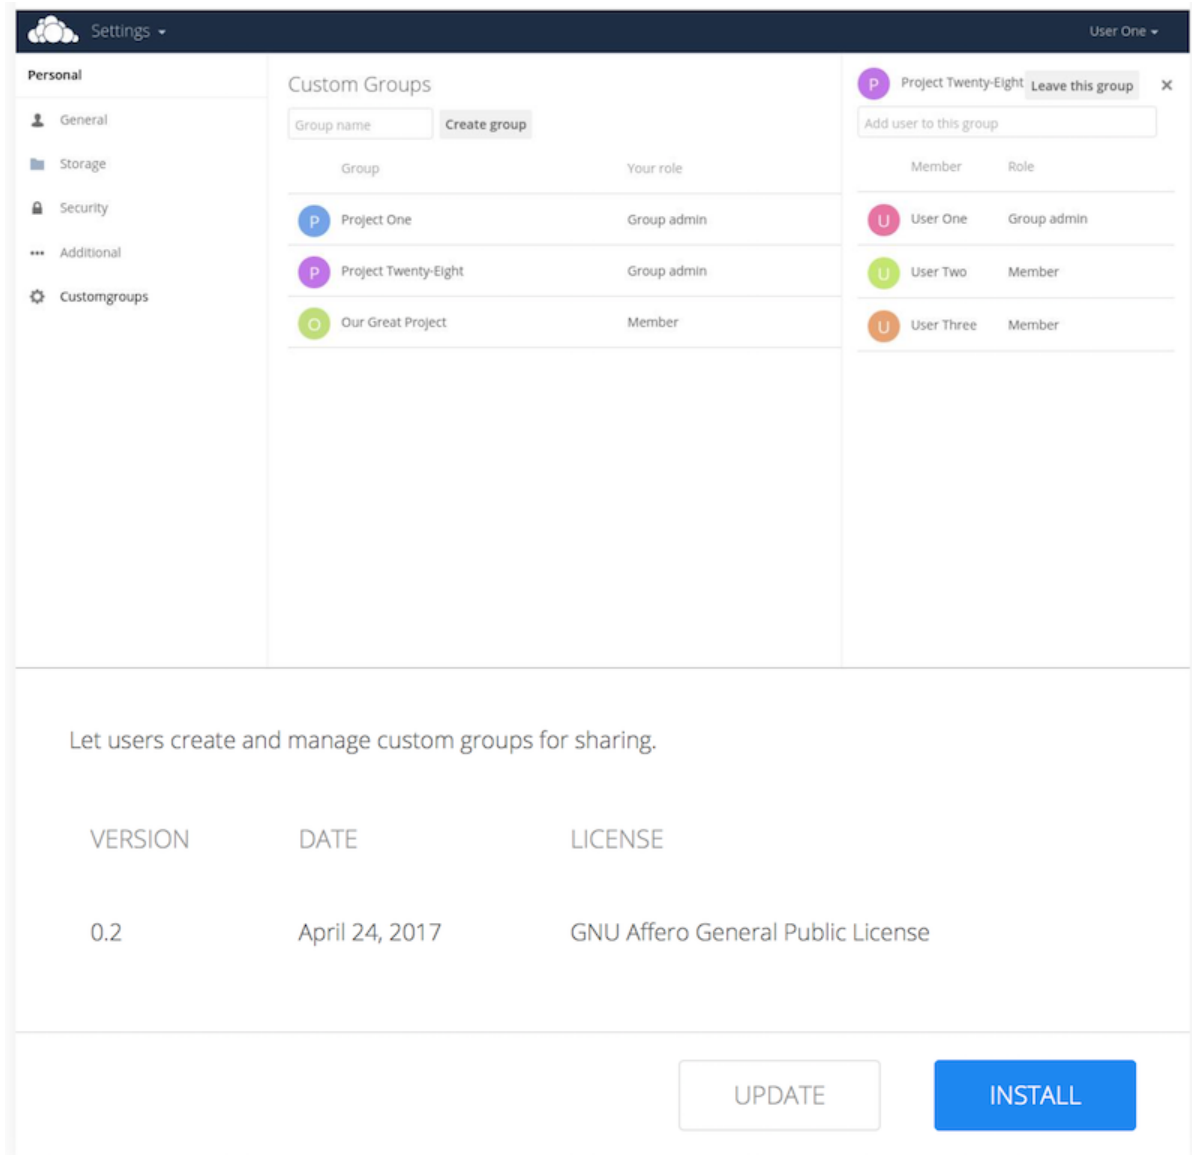 Settings
User One
Personal
General
Storage
Security
Additional
Customgroups
Custom Groups
Group name
Create group
Group Your role
P Project One Group admin
P Project Twenty-Eight Group admin
O Our Great Project Member
P Project Twenty-Eight Leave this group ×
Add user to this group
Member Role
U User One Group admin
U User Two Member
U User Three Member
Let users create and manage custom groups for sharing.
VERSION DATE LICENSE
0.2 April 24, 2017 GNU Affero General Public License
UPDATE INSTALL